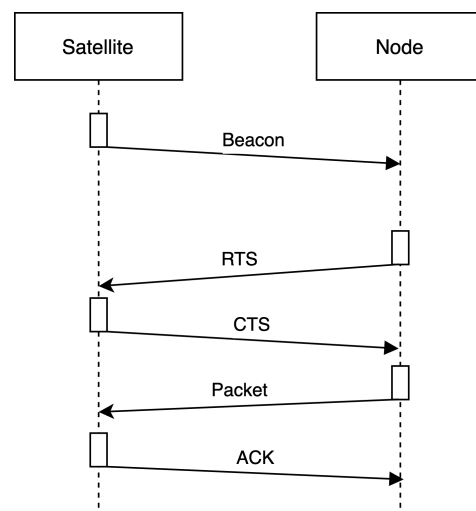 Satellite
Node
Beacon
RTS
CTS
Packet
ACK